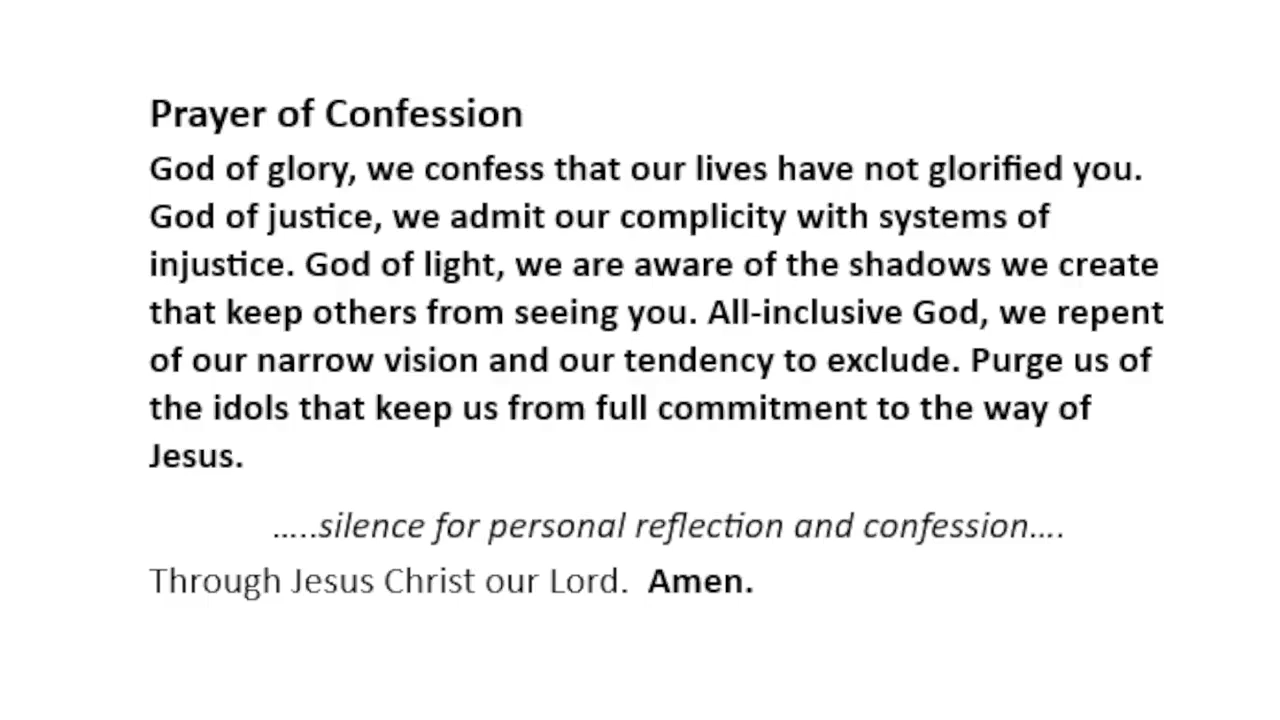 Prayer of Confession
God of glory, we confess that our lives have not glorified you.
God of justice, we admit our complicity with systems of
injustice. God of light, we are aware of the shadows we create
that keep others from seeing you. All-inclusive God, we repent
of our narrow vision and our tendency to exclude. Purge us of
the idols that keep us from full commitment to the way of
Jesus.
…..silence for personal reflection and confession….
Through Jesus Christ our Lord.  Amen.